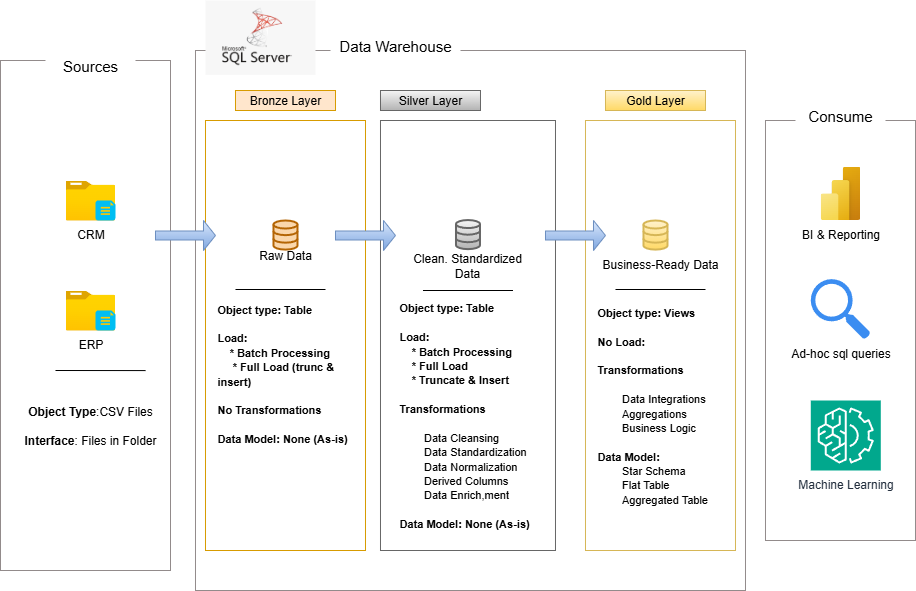 Sources
CRM
ERP
Object Type:CSV Files
Interface: Files in Folder
Microsoft®
SQL Server
Data Warehouse
Bronze Layer
Raw Data
Object type: Table
Load:
* Batch Processing
* Full Load (trunc &
insert)
No Transformations
Data Model: None (As-is)
Silver Layer
Clean. Standardized
Data
Object type: Table
Load:
* Batch Processing
* Full Load
* Truncate & Insert
Transformations
Data Cleansing
Data Standardization
Data Normalization
Derived Columns
Data Enrich,ment
Data Model: None (As-is)
Gold Layer
Business-Ready Data
Object type: Views
No Load:
Transformations
Data Integrations
Aggregations
Business Logic
Data Model:
Star Schema
Flat Table
Aggregated Table
Consume
BI & Reporting
Ad-hoc sql queries
Machine Learning